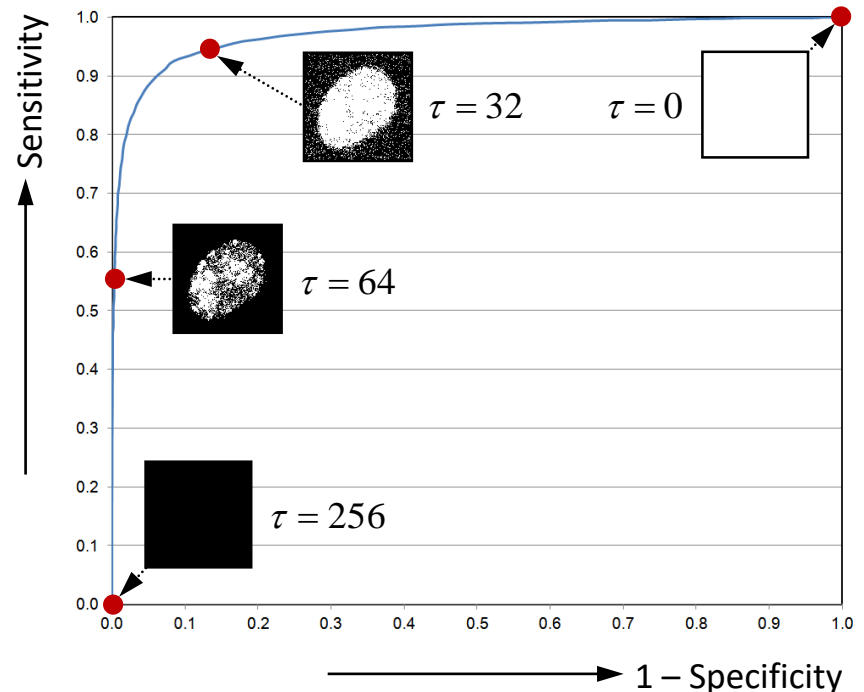 Sensitivity
1.0
0.9
0.8
0.7
0.6
0.5
0.4
0.3
0.2
0.1
0.0
τ = 32
τ = 0
τ = 64
τ = 256
0.0 0.1 0.2 0.3 0.4 0.5 0.6 0.7 0.8 0.9 1.0
1 – Specificity